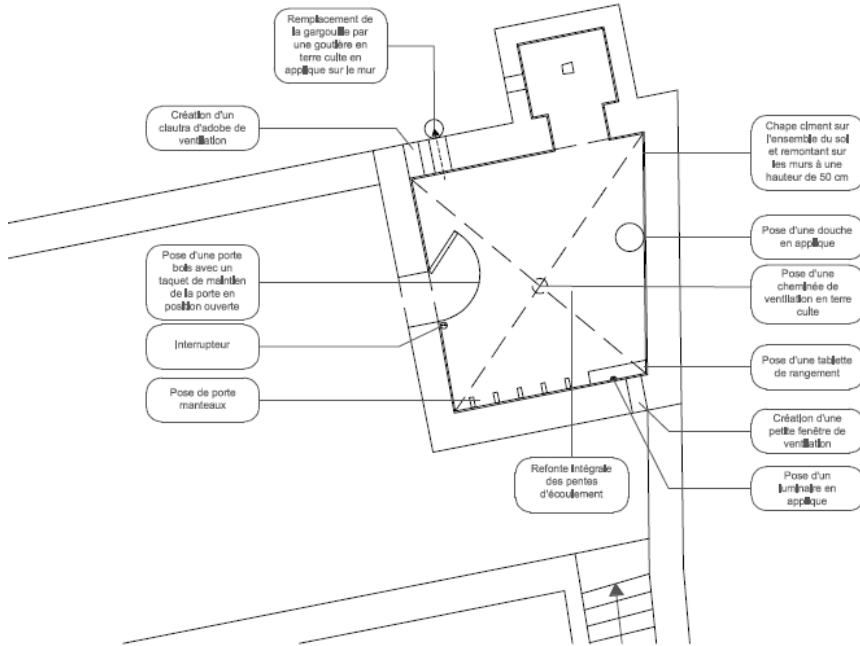 Remplacement de
la gargouille par
une goutière en
terre culte en
applique sur le mur
Création d'un
clautra d'adobe de
ventilation
Chape ciment sur
l'ensemble du sol
et remontant sur
les murs à une
hauteur de 50 cm
Pose d'une douche
en applique
Pose d'une porte
bois avec un
taquet de maintien
de la porte en
position ouverte
Pose d'une
cheminée de
ventilation en terre
culte
Interrupteur
Pose d'une tablette
de rangement
Pose de porte
manteaux
Création d'une
petite fenêtre de
ventilation
Refonte intégrale
des pentes
d'écoulement
Pose d'un
luminaire en
applique